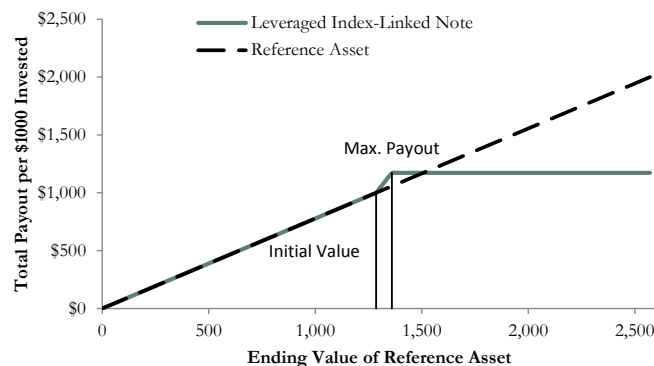 Total Payout per $1000 Invested
$2,500
$2,000
$1,500
$1,000
$500
$0
Leveraged Index-Linked Note
Reference Asset
Max. Payout
Initial Value
0
500
1,000
1,500
2,000
2,500
Ending Value of Reference Asset